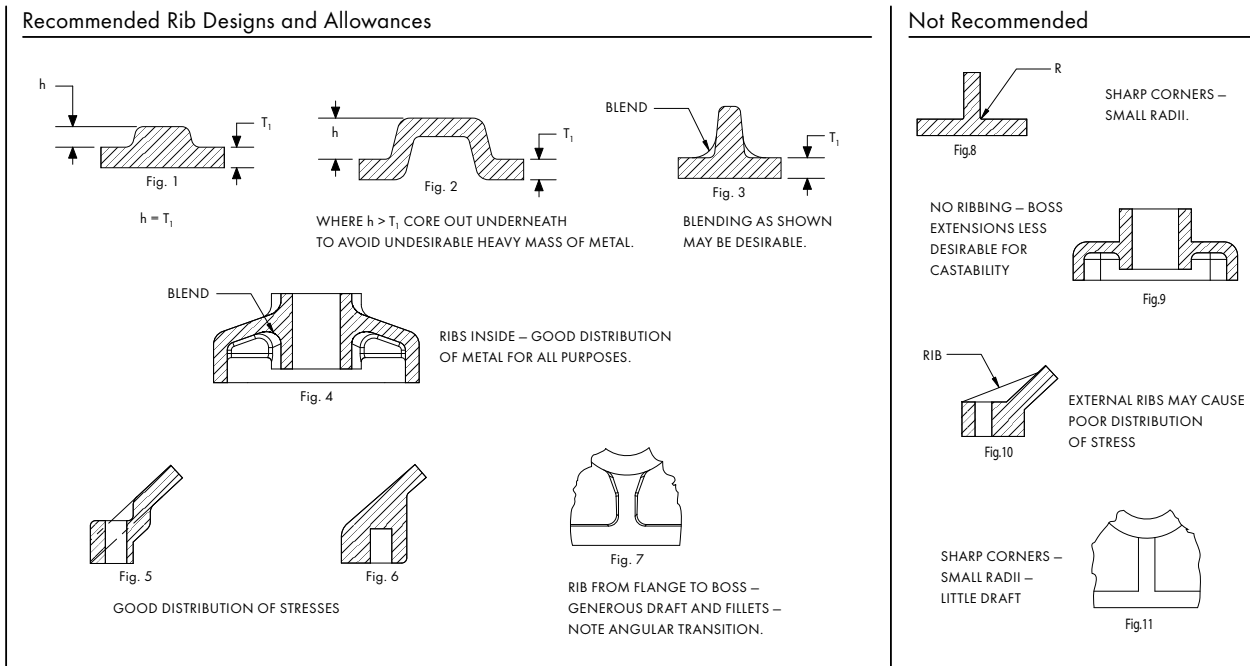 Recommended Rib Designs and Allowances
h
T₁
Fig. 1
h = T₁
h
T₁
Fig. 2
WHERE h > T₁ CORE OUT UNDERNEATH
TO AVOID UNDESIRABLE HEAVY MASS OF METAL.
BLEND
T₁
Fig. 3
BLENDING AS SHOWN
MAY BE DESIRABLE.
BLEND
Fig. 4
RIBS INSIDE – GOOD DISTRIBUTION
OF METAL FOR ALL PURPOSES.
Fig. 5
Fig. 6
GOOD DISTRIBUTION OF STRESSES
Fig. 7
RIB FROM FLANGE TO BOSS –
GENEROUS DRAFT AND FILLETS –
NOTE ANGULAR TRANSITION.
Not Recommended
R
Fig.8
SHARP CORNERS –
SMALL RADII.
NO RIBBING – BOSS
EXTENSIONS LESS
DESIRABLE FOR
CASTABILITY
Fig.9
RIB
Fig.10
EXTERNAL RIBS MAY CAUSE
POOR DISTRIBUTION
OF STRESS
SHARP CORNERS –
SMALL RADII –
LITTLE DRAFT
Fig.11